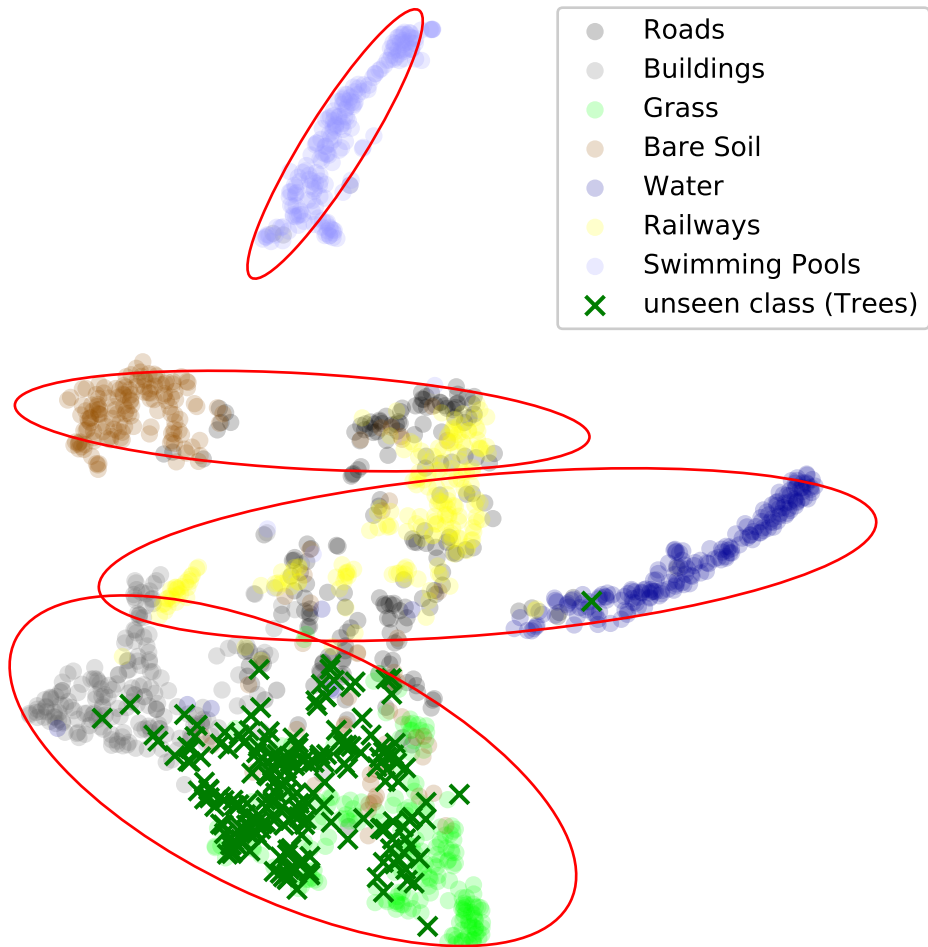 Roads
Buildings
Grass
Bare Soil
Water
Railways
Swimming Pools
unseen class (Trees)